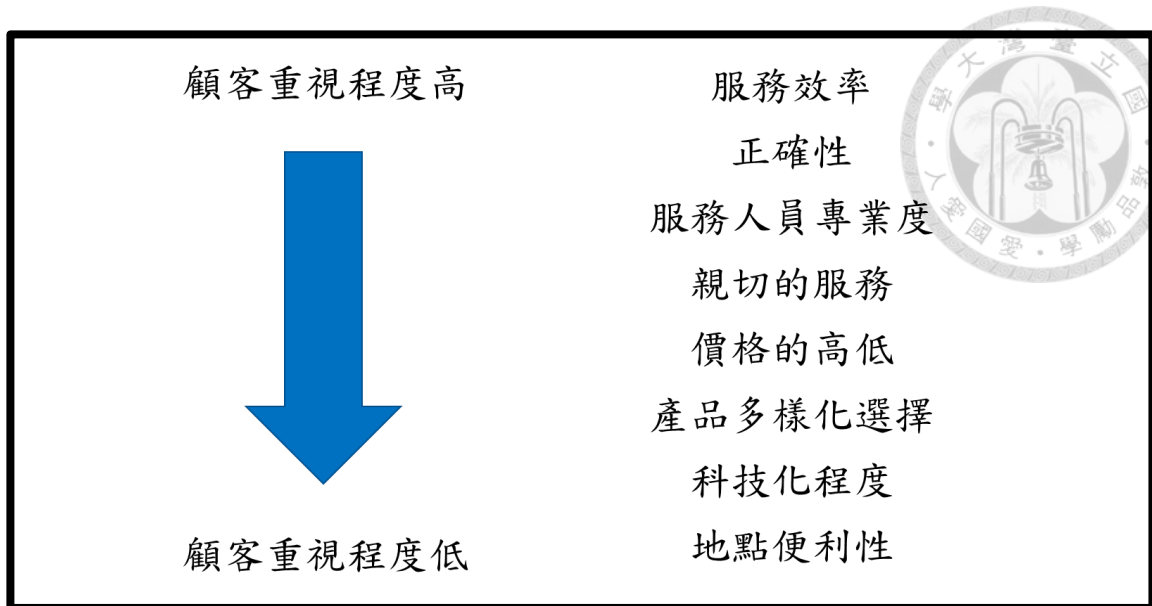 顧客重視程度高
顧客重視程度低
服務效率
正確性
服務人員專業度
親切的服務
價格的高低
產品多樣化選擇
科技化程度
地點便利性